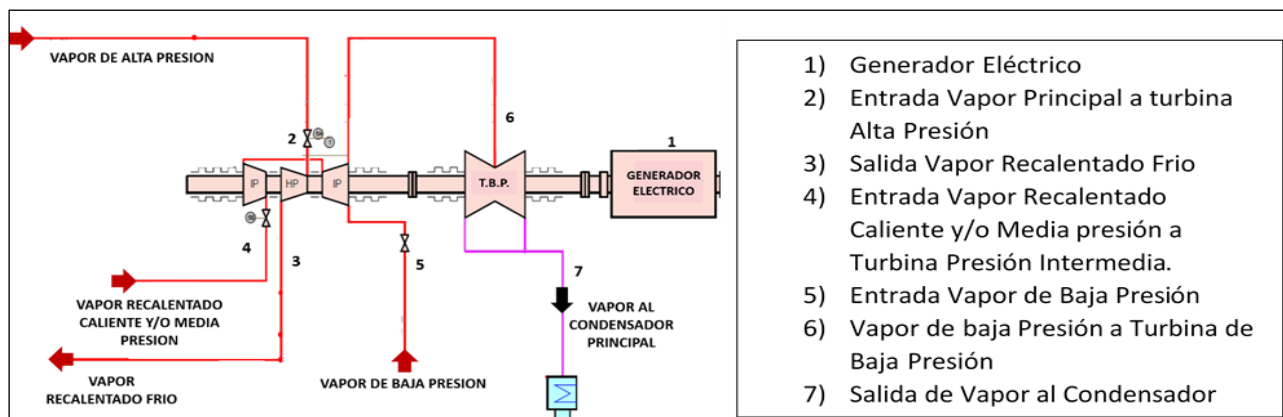 VAPOR DE ALTA PRESION
2
6
1
IP
HP
IP
T.B.P.
GENERADOR
ELECTRICO
4
3
5
7
VAPOR RECALENTADO
CALIENTE Y/O MEDIA
PRESION
VAPOR AL
CONDENSADOR
PRINCIPAL
VAPOR
RECALENTADO FRIO
VAPOR DE BAJA PRESION
1) Generador Eléctrico
2) Entrada Vapor Principal a turbina
Alta Presión
3) Salida Vapor Recalentado Frio
4) Entrada Vapor Recalentado
Caliente y/o Media presión a
Turbina Presión Intermedia.
5) Entrada Vapor de Baja Presión
6) Vapor de baja Presión a Turbina de
Baja Presión
7) Salida de Vapor al Condensador